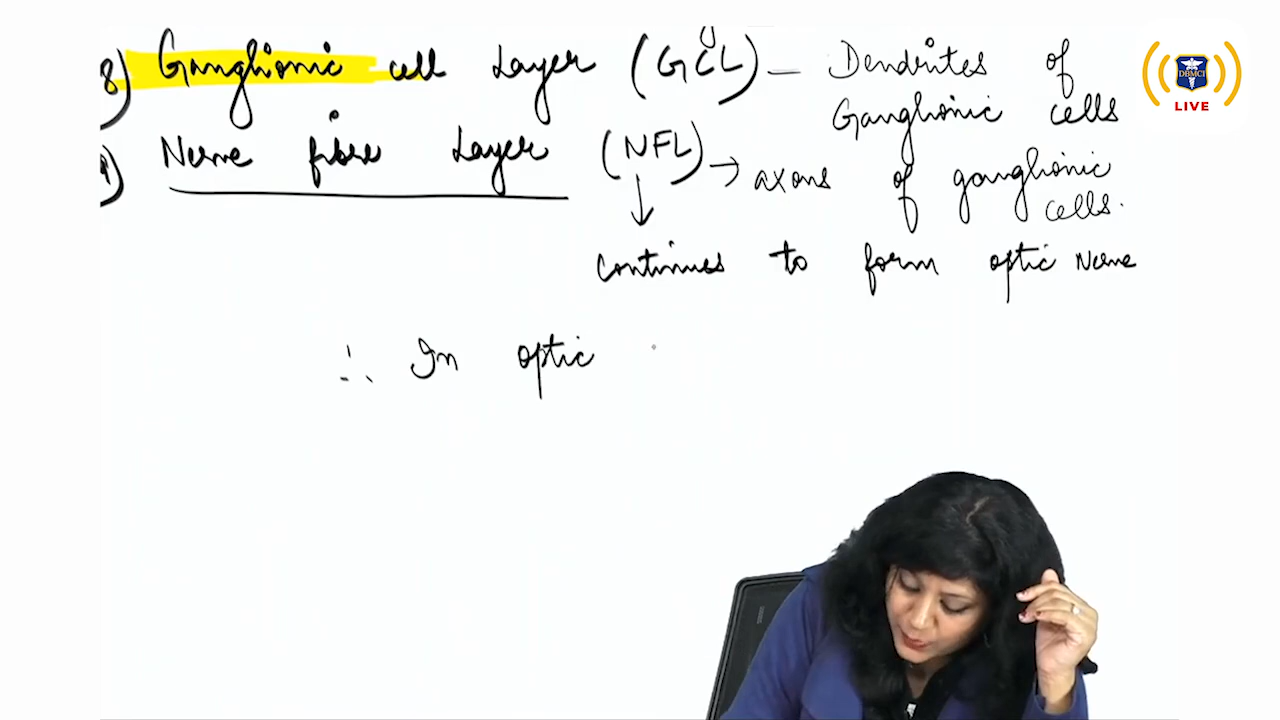 8) Ganglionic cell Layer (GCL) – Dendrites of
Ganglionic cells
9) Nerve fibre Layer (NFL) → axons of ganglionic
cells.
↓
continues to form optic Nerve
∴ In optic
DBMCI
LIVE